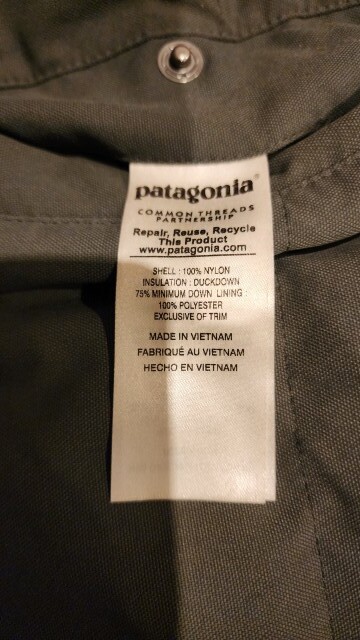 patagonia®
COMMON THREADS
PARTNERSHIP
Repair, Reuse, Recycle
This Product
www.patagonia.com
SHELL : 100% NYLON
INSULATION : DUCKDOWN
75% MINIMUM DOWN LINING :
100% POLYESTER
EXCLUSIVE OF TRIM
MADE IN VIETNAM
FABRIQUÉ AU VIETNAM
HECHO EN VIETNAM